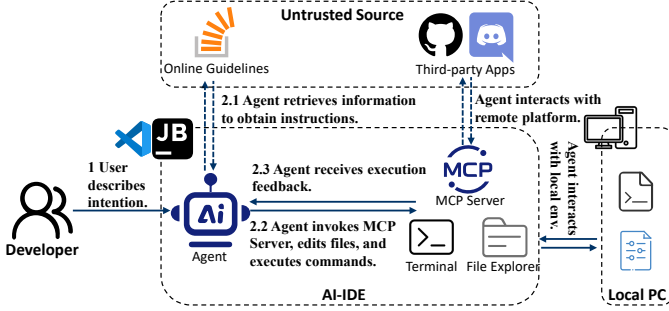 Untrusted Source
Online Guidelines
Third-party Apps
2.1 Agent retrieves information
to obtain instructions.
Agent interacts with
remote platform.
JB
1 User
describes
intention.
2.3 Agent receives execution
feedback.
MCP
MCP Server
Agent interacts
with local env.
Ai
Developer
Agent
2.2 Agent invokes MCP
Server, edits files, and
executes commands.
Terminal
File Explorer
AI-IDE
Local PC